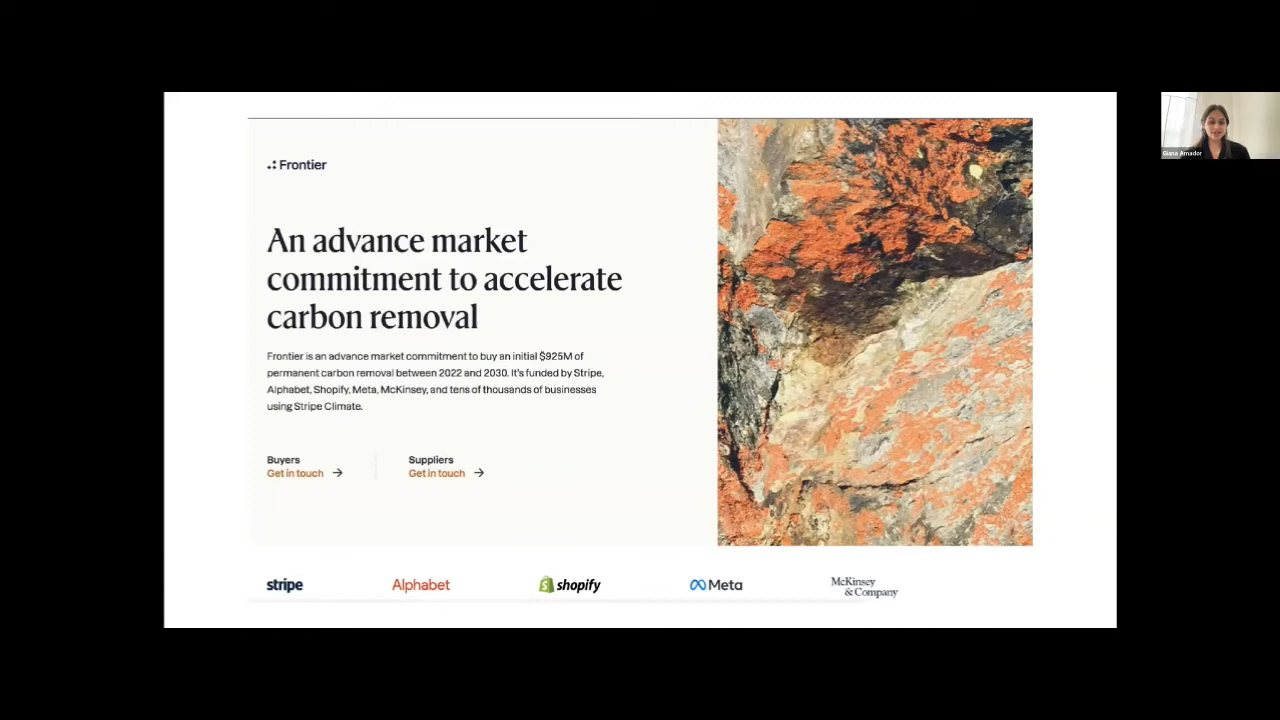 Frontier
An advance market
commitment to accelerate
carbon removal
Frontier is an advance market commitment to buy an initial $925M of
permanent carbon removal between 2022 and 2030. It's funded by Stripe,
Alphabet, Shopify, Meta, McKinsey, and tens of thousands of businesses
using Stripe Climate.
Buyers
Get in touch →
Suppliers
Get in touch →
stripe
Alphabet
shopify
Meta
McKinsey
& Company
Giana Amador